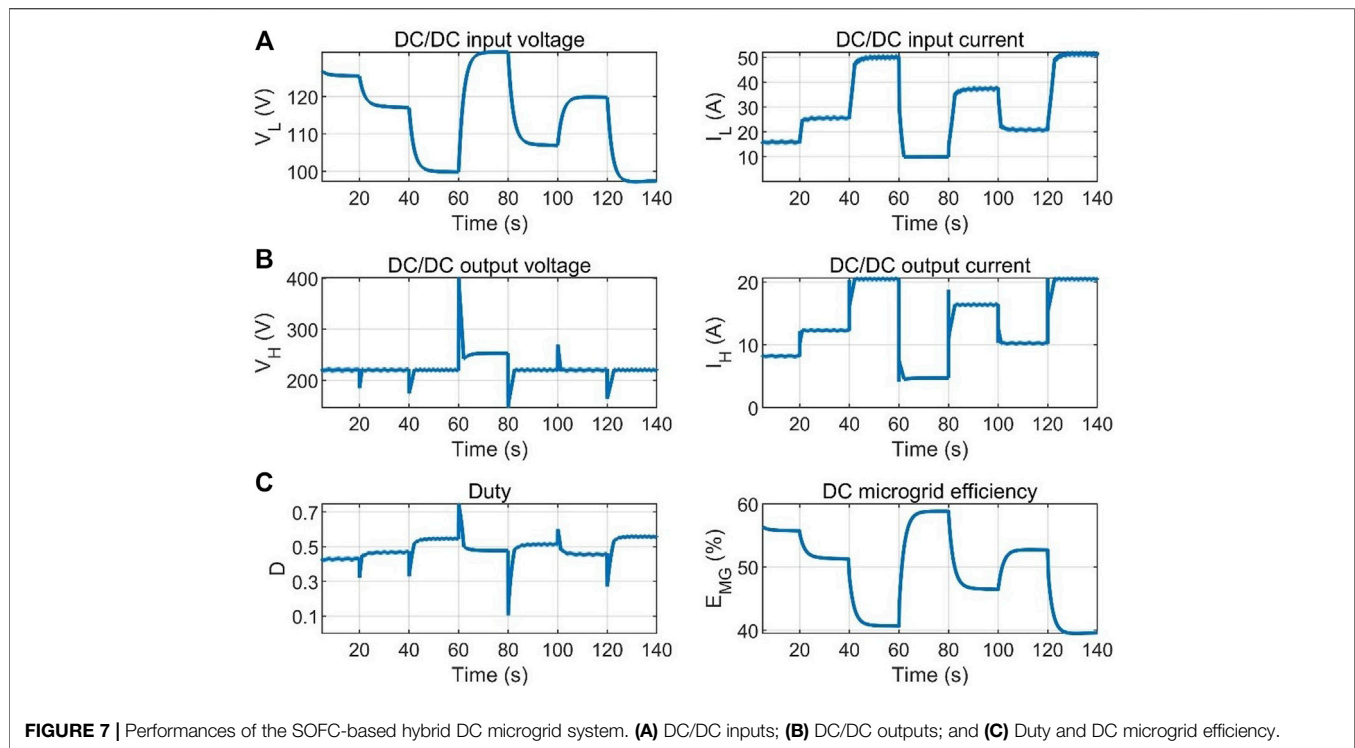 A
DC/DC input voltage
V_L (V)
120
110
100
20 40 60 80 100 120 140
Time (s)
DC/DC input current
I_L (A)
50
40
30
20
10
20 40 60 80 100 120 140
Time (s)
B
DC/DC output voltage
V_H (V)
400
300
200
20 40 60 80 100 120 140
Time (s)
DC/DC output current
I_H (A)
20
10
0
20 40 60 80 100 120 140
Time (s)
C
Duty
D
0.7
0.5
0.3
0.1
20 40 60 80 100 120 140
Time (s)
DC microgrid efficiency
E_MG (%)
60
50
40
20 40 60 80 100 120 140
Time (s)
FIGURE 7 | Performances of the SOFC-based hybrid DC microgrid system. (A) DC/DC inputs; (B) DC/DC outputs; and (C) Duty and DC microgrid efficiency.